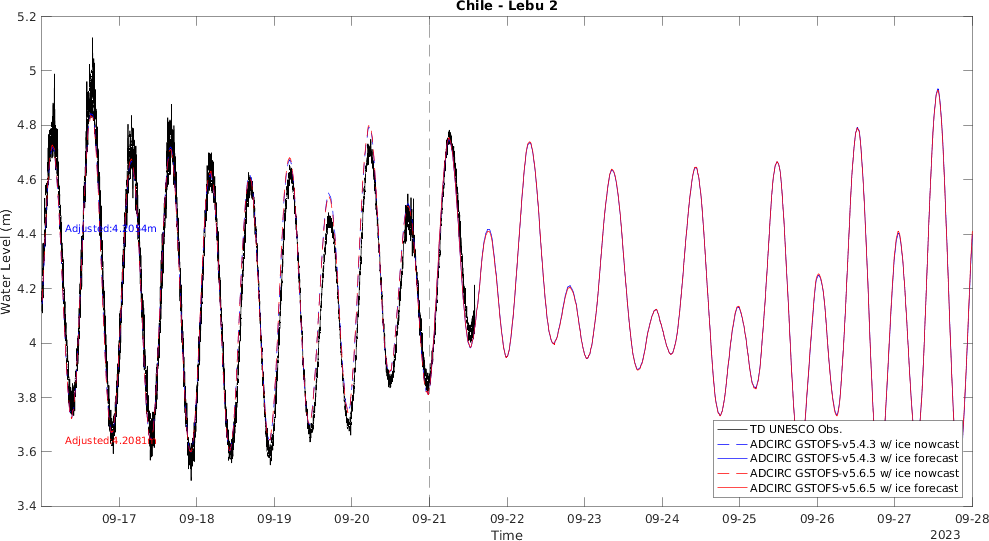 Chile - Lebu 2
5.2
5
4.8
4.6
4.4
4.2
4
3.8
3.6
3.4
Water Level (m)
Adjusted:4.2054m
Adjusted:4.2081m
TD UNESCO Obs.
ADCIRC GSTOFS-v5.4.3 w/ ice nowcast
ADCIRC GSTOFS-v5.4.3 w/ ice forecast
ADCIRC GSTOFS-v5.6.5 w/ ice nowcast
ADCIRC GSTOFS-v5.6.5 w/ ice forecast
09-17 09-18 09-19 09-20 09-21 09-22 09-23 09-24 09-25 09-26 09-27 09-28
Time
2023